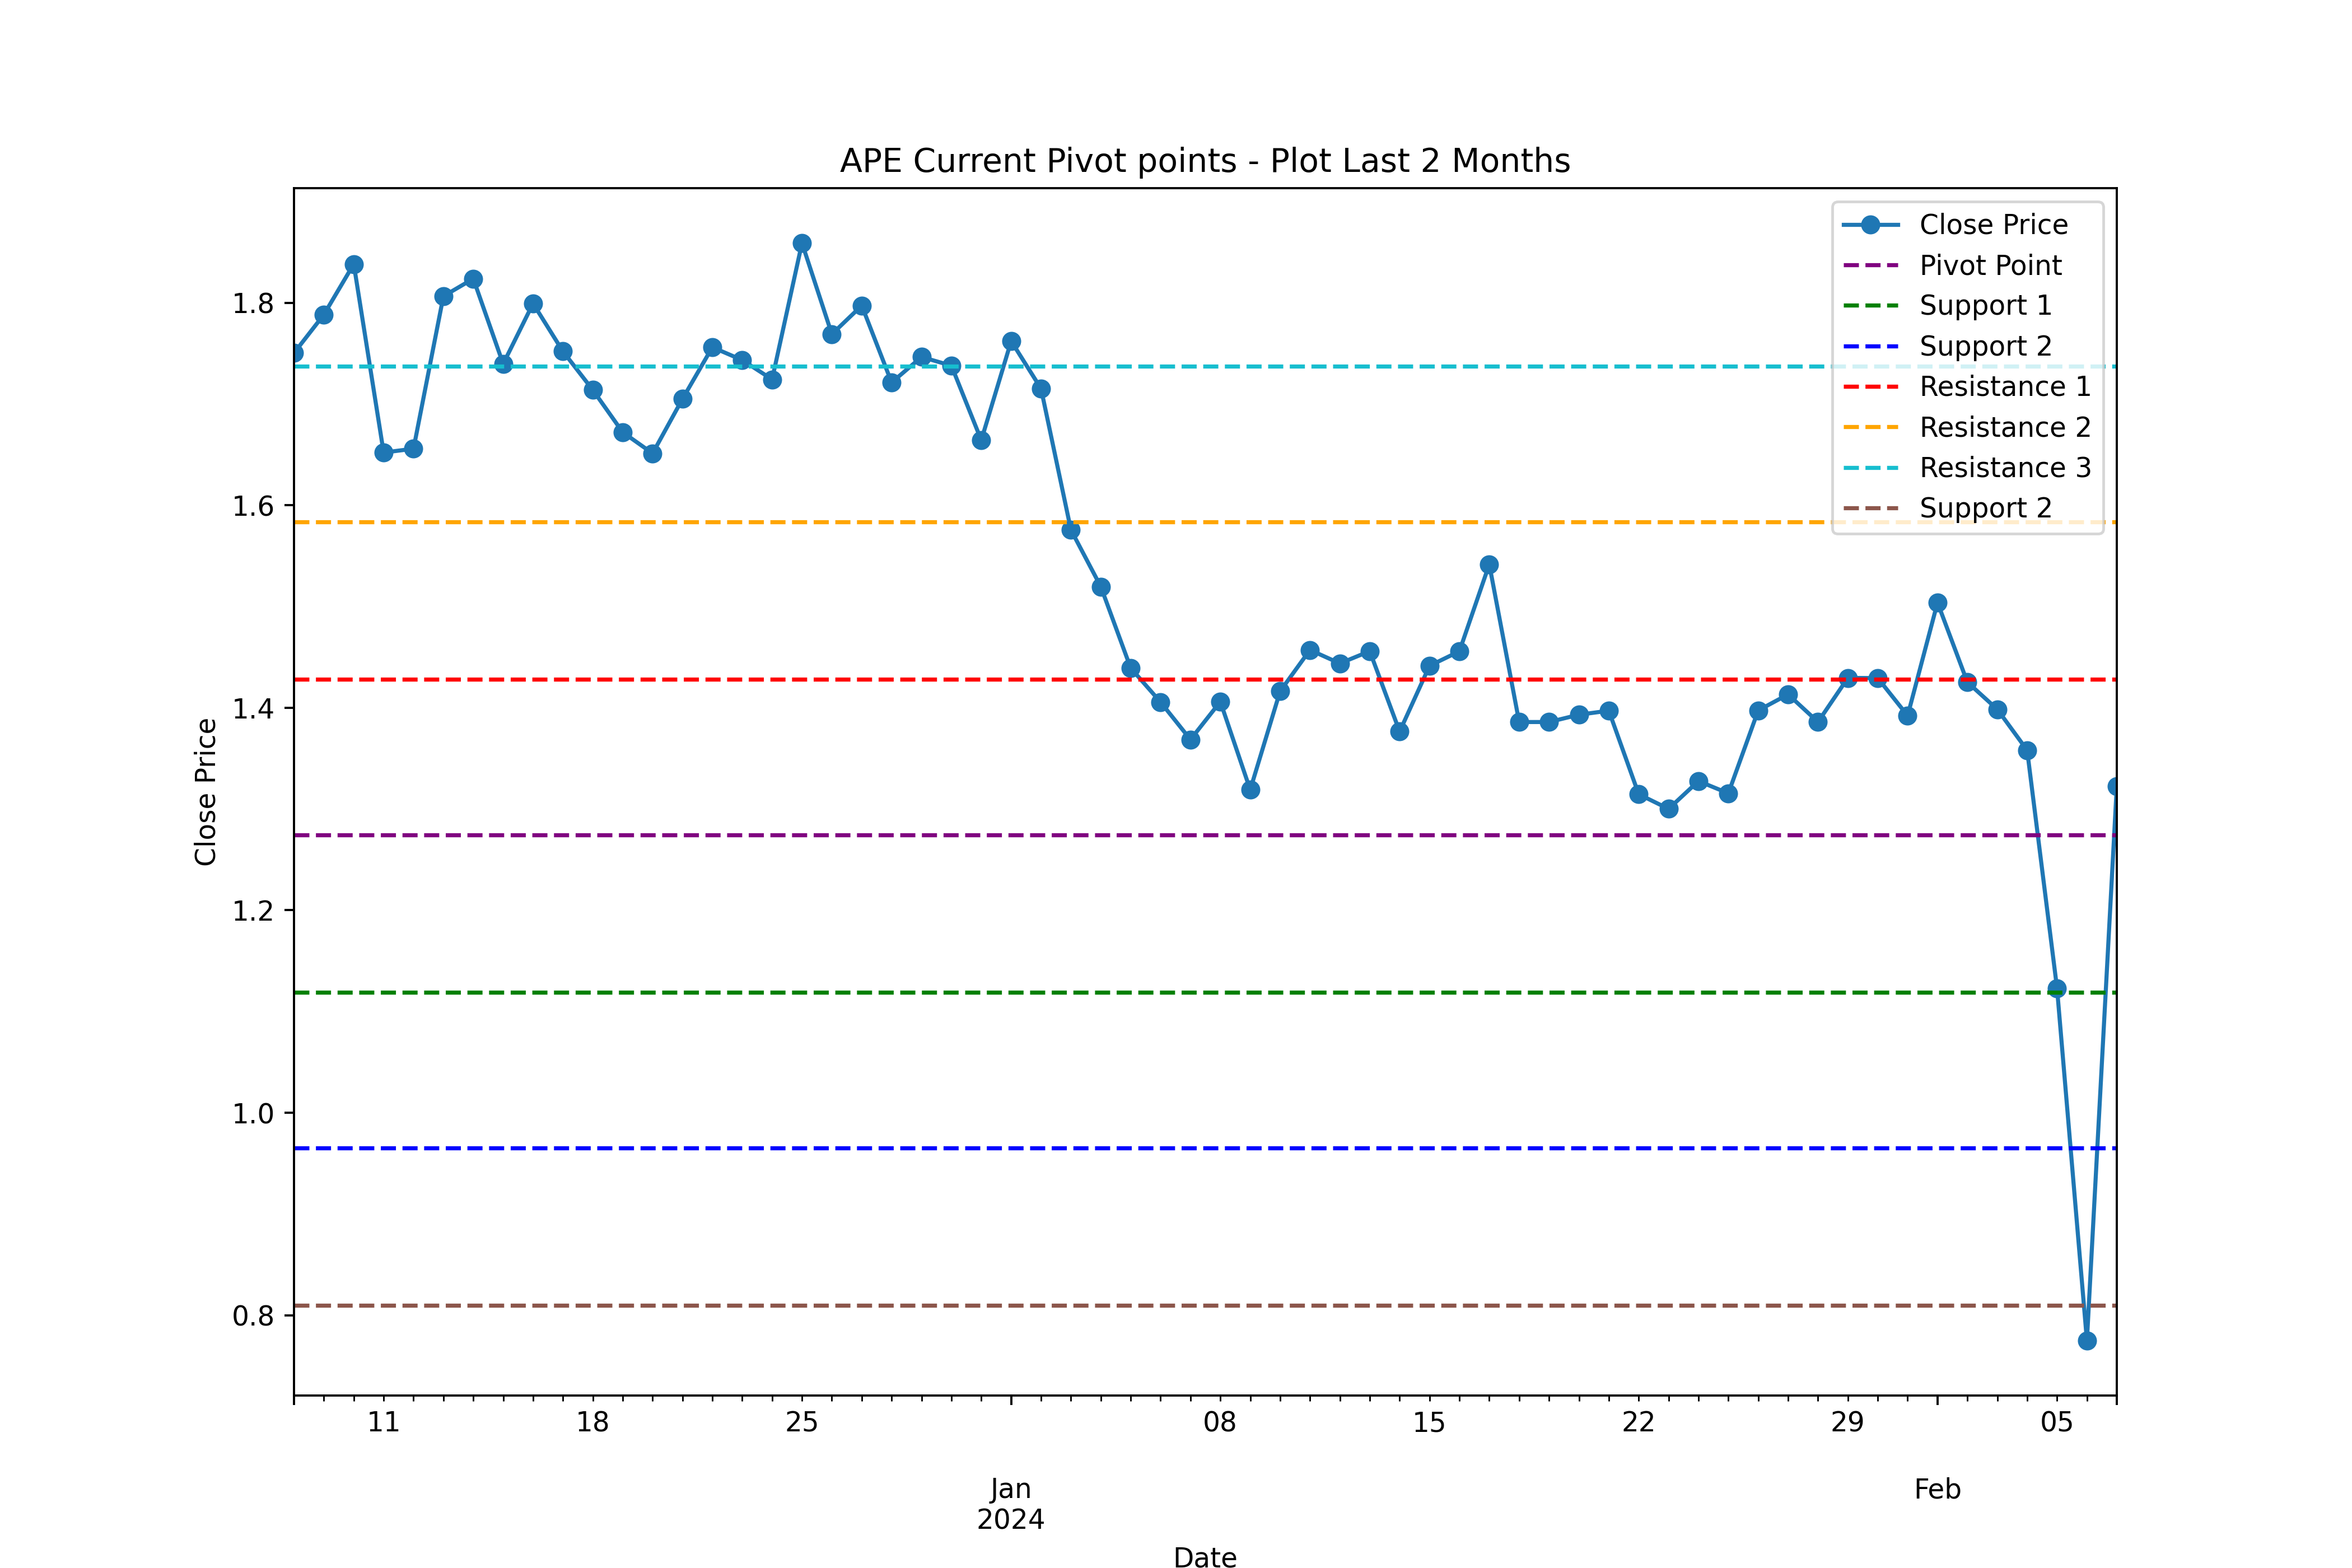 APE Current Pivot points - Plot Last 2 Months
Close Price
Pivot Point
Support 1
Support 2
Resistance 1
Resistance 2
Resistance 3
Support 2
1.8
1.6
1.4
1.2
1.0
0.8
Close Price
11 18 25 08 15 22 29 05
Jan Feb
2024
Date